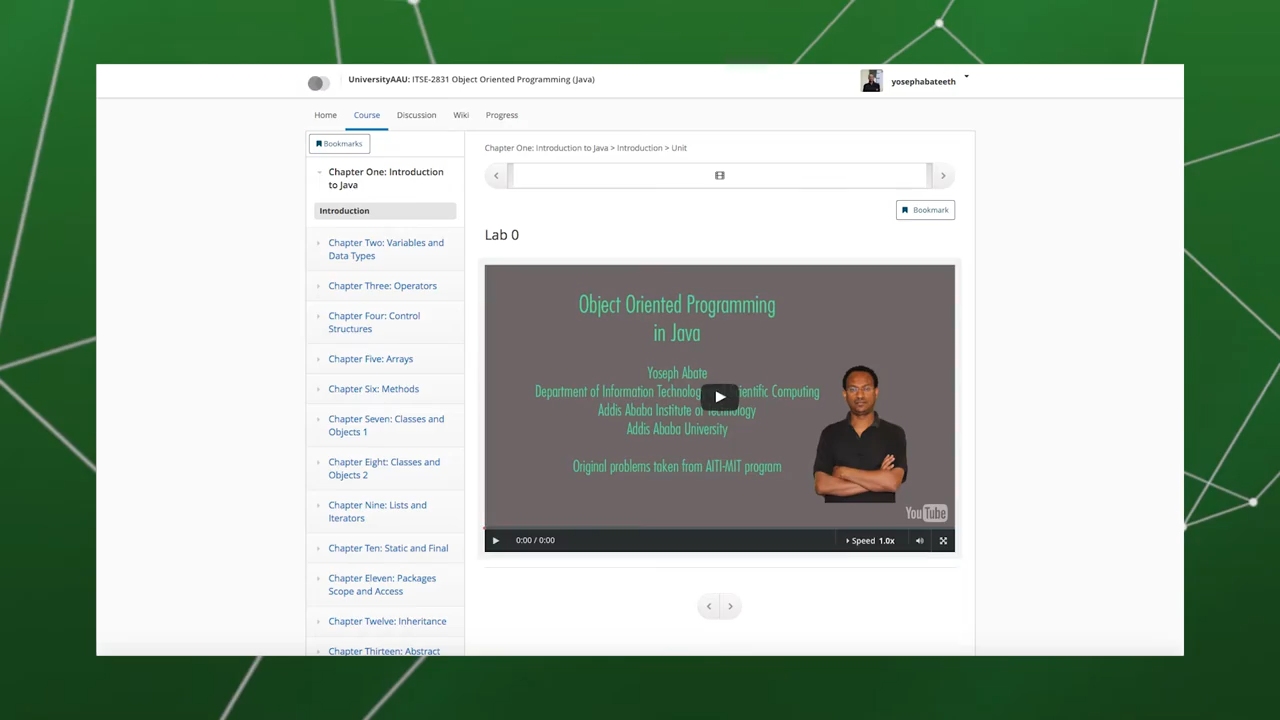 UniversityAAU: ITSE-2831 Object Oriented Programming (Java)
yosephabateeth
Home
Course
Discussion
Wiki
Progress
Bookmarks
Chapter One: Introduction
to Java
Introduction
Chapter Two: Variables and
Data Types
Chapter Three: Operators
Chapter Four: Control
Structures
Chapter Five: Arrays
Chapter Six: Methods
Chapter Seven: Classes and
Objects 1
Chapter Eight: Classes and
Objects 2
Chapter Nine: Lists and
Iterators
Chapter Ten: Static and Final
Chapter Eleven: Packages
Scope and Access
Chapter Twelve: Inheritance
Chapter Thirteen: Abstract
Chapter One: Introduction to Java > Introduction > Unit
Bookmark
Lab 0
Object Oriented Programming
in Java
Yoseph Abate
Department of Information Computing
Addis Ababa Institute of Technology
Addis Ababa University
Original problems taken from AITI-MIT program
YouTube
0:00 / 0:00
Speed 1.0x